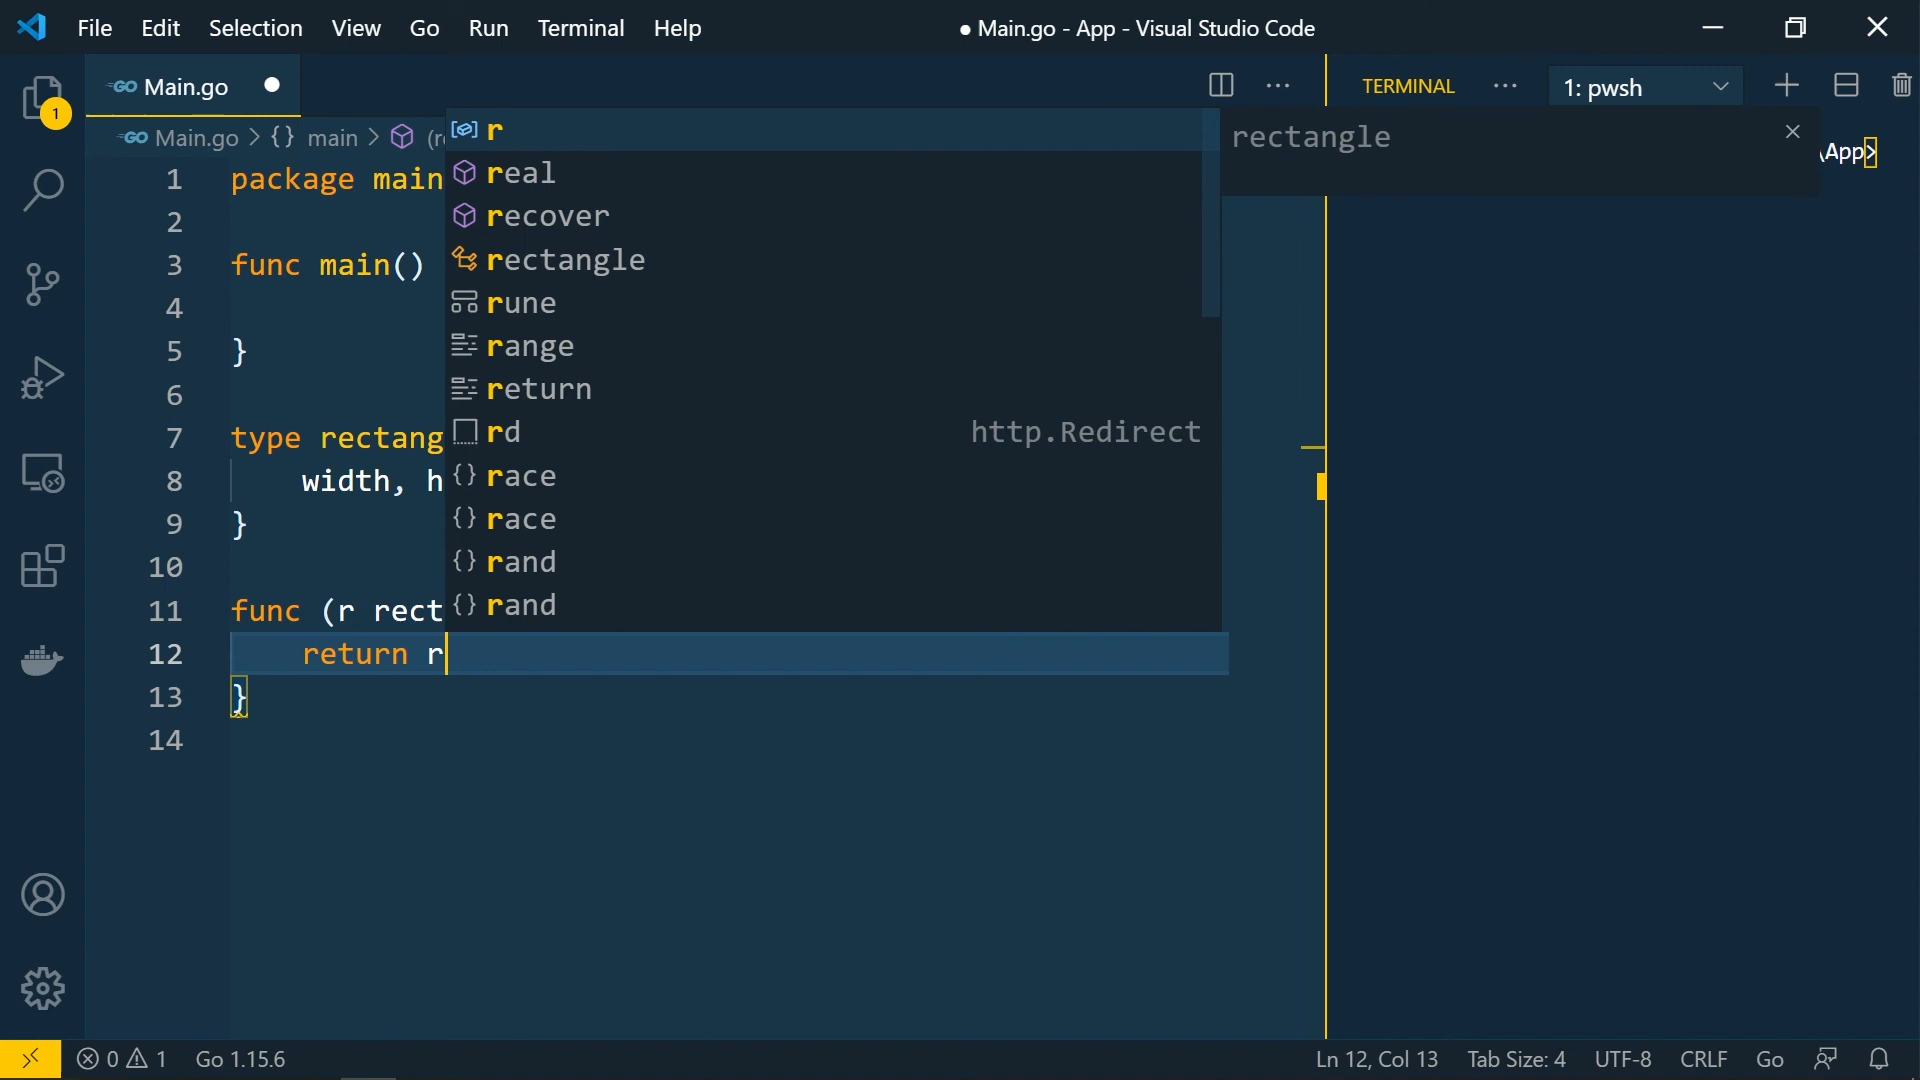 File Edit Selection View Go Run Terminal Help
● Main.go - App - Visual Studio Code
GO Main.go ●
TERMINAL ... 1: pwsh
1
GO Main.go > {} main > (re
\App>
r
real
recover
rectangle
rune
range
return
rd http.Redirect
race
race
rand
rand
rectangle
1 package main
2
3 func main()
4
5 }
6
7 type rectang
8 width, h
9 }
10
11 func (r rect
12 return r
13 }
14
0 1 Go 1.15.6
Ln 12, Col 13 Tab Size: 4 UTF-8 CRLF Go